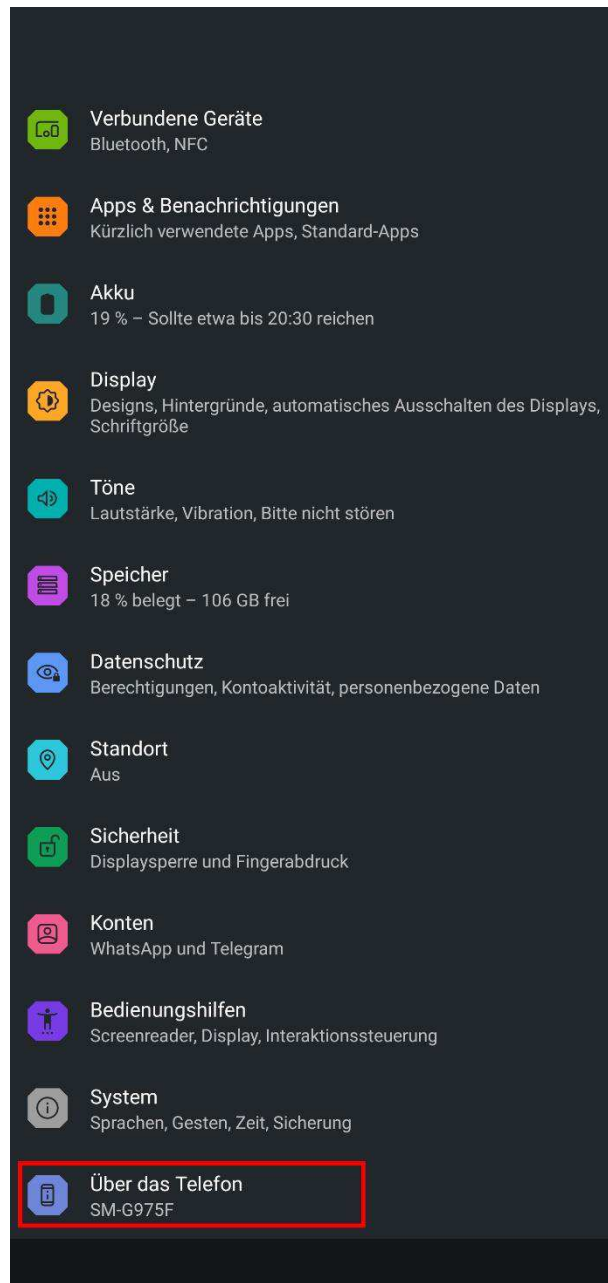 Verbundene Geräte
Bluetooth, NFC
Apps & Benachrichtigungen
Kürzlich verwendete Apps, Standard-Apps
Akku
19 % – Sollte etwa bis 20:30 reichen
Display
Designs, Hintergründe, automatisches Ausschalten des Displays,
Schriftgröße
Töne
Lautstärke, Vibration, Bitte nicht stören
Speicher
18 % belegt – 106 GB frei
Datenschutz
Berechtigungen, Kontoaktivität, personenbezogene Daten
Standort
Aus
Sicherheit
Displaysperre und Fingerabdruck
Konten
WhatsApp und Telegram
Bedienungshilfen
Screenreader, Display, Interaktionssteuerung
System
Sprachen, Gesten, Zeit, Sicherung
Über das Telefon
SM-G975F